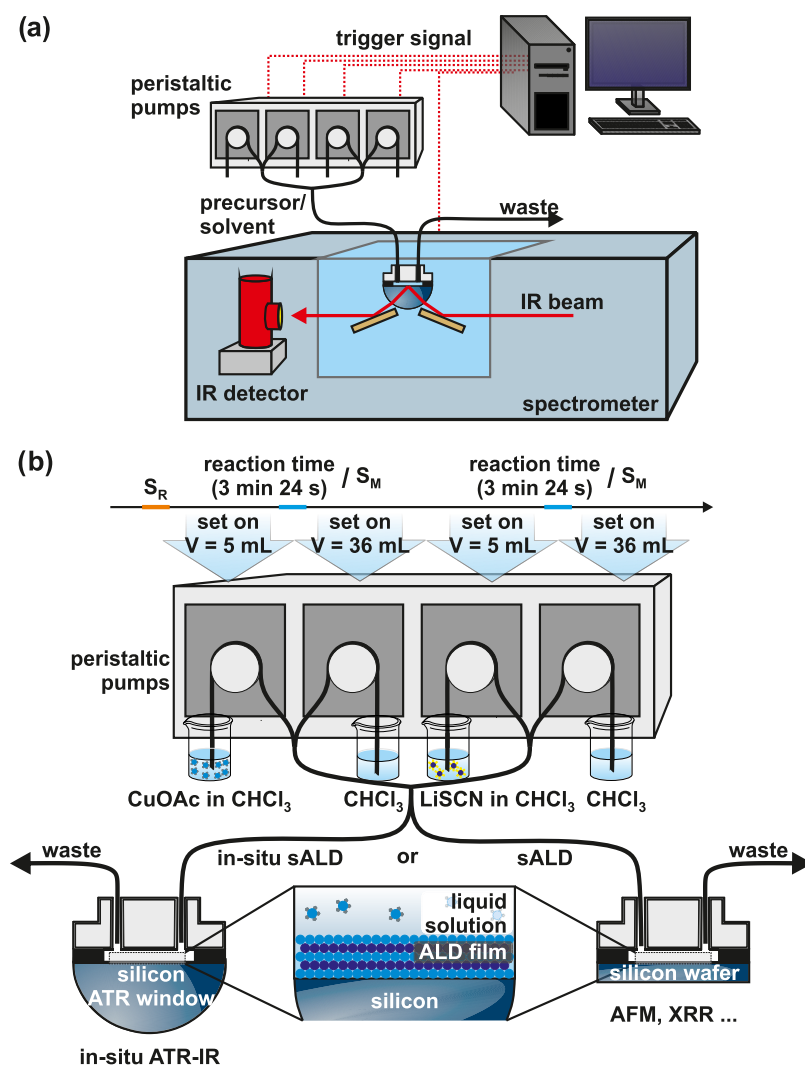 (a)
trigger signal
peristaltic
pumps
precursor/
solvent
waste
IR beam
IR detector
spectrometer
(b)
reaction time
(3 min 24 s) / S_M
reaction time
(3 min 24 s) / S_M
S_R
set on
V = 5 mL
set on
V = 36 mL
set on
V = 5 mL
set on
V = 36 mL
peristaltic
pumps
CuOAc in CHCl₃
CHCl₃
LiSCN in CHCl₃
CHCl₃
waste
in-situ sALD
or
sALD
waste
liquid
solution
ALD film
silicon
silicon
ATR window
silicon wafer
in-situ ATR-IR
AFM, XRR ...